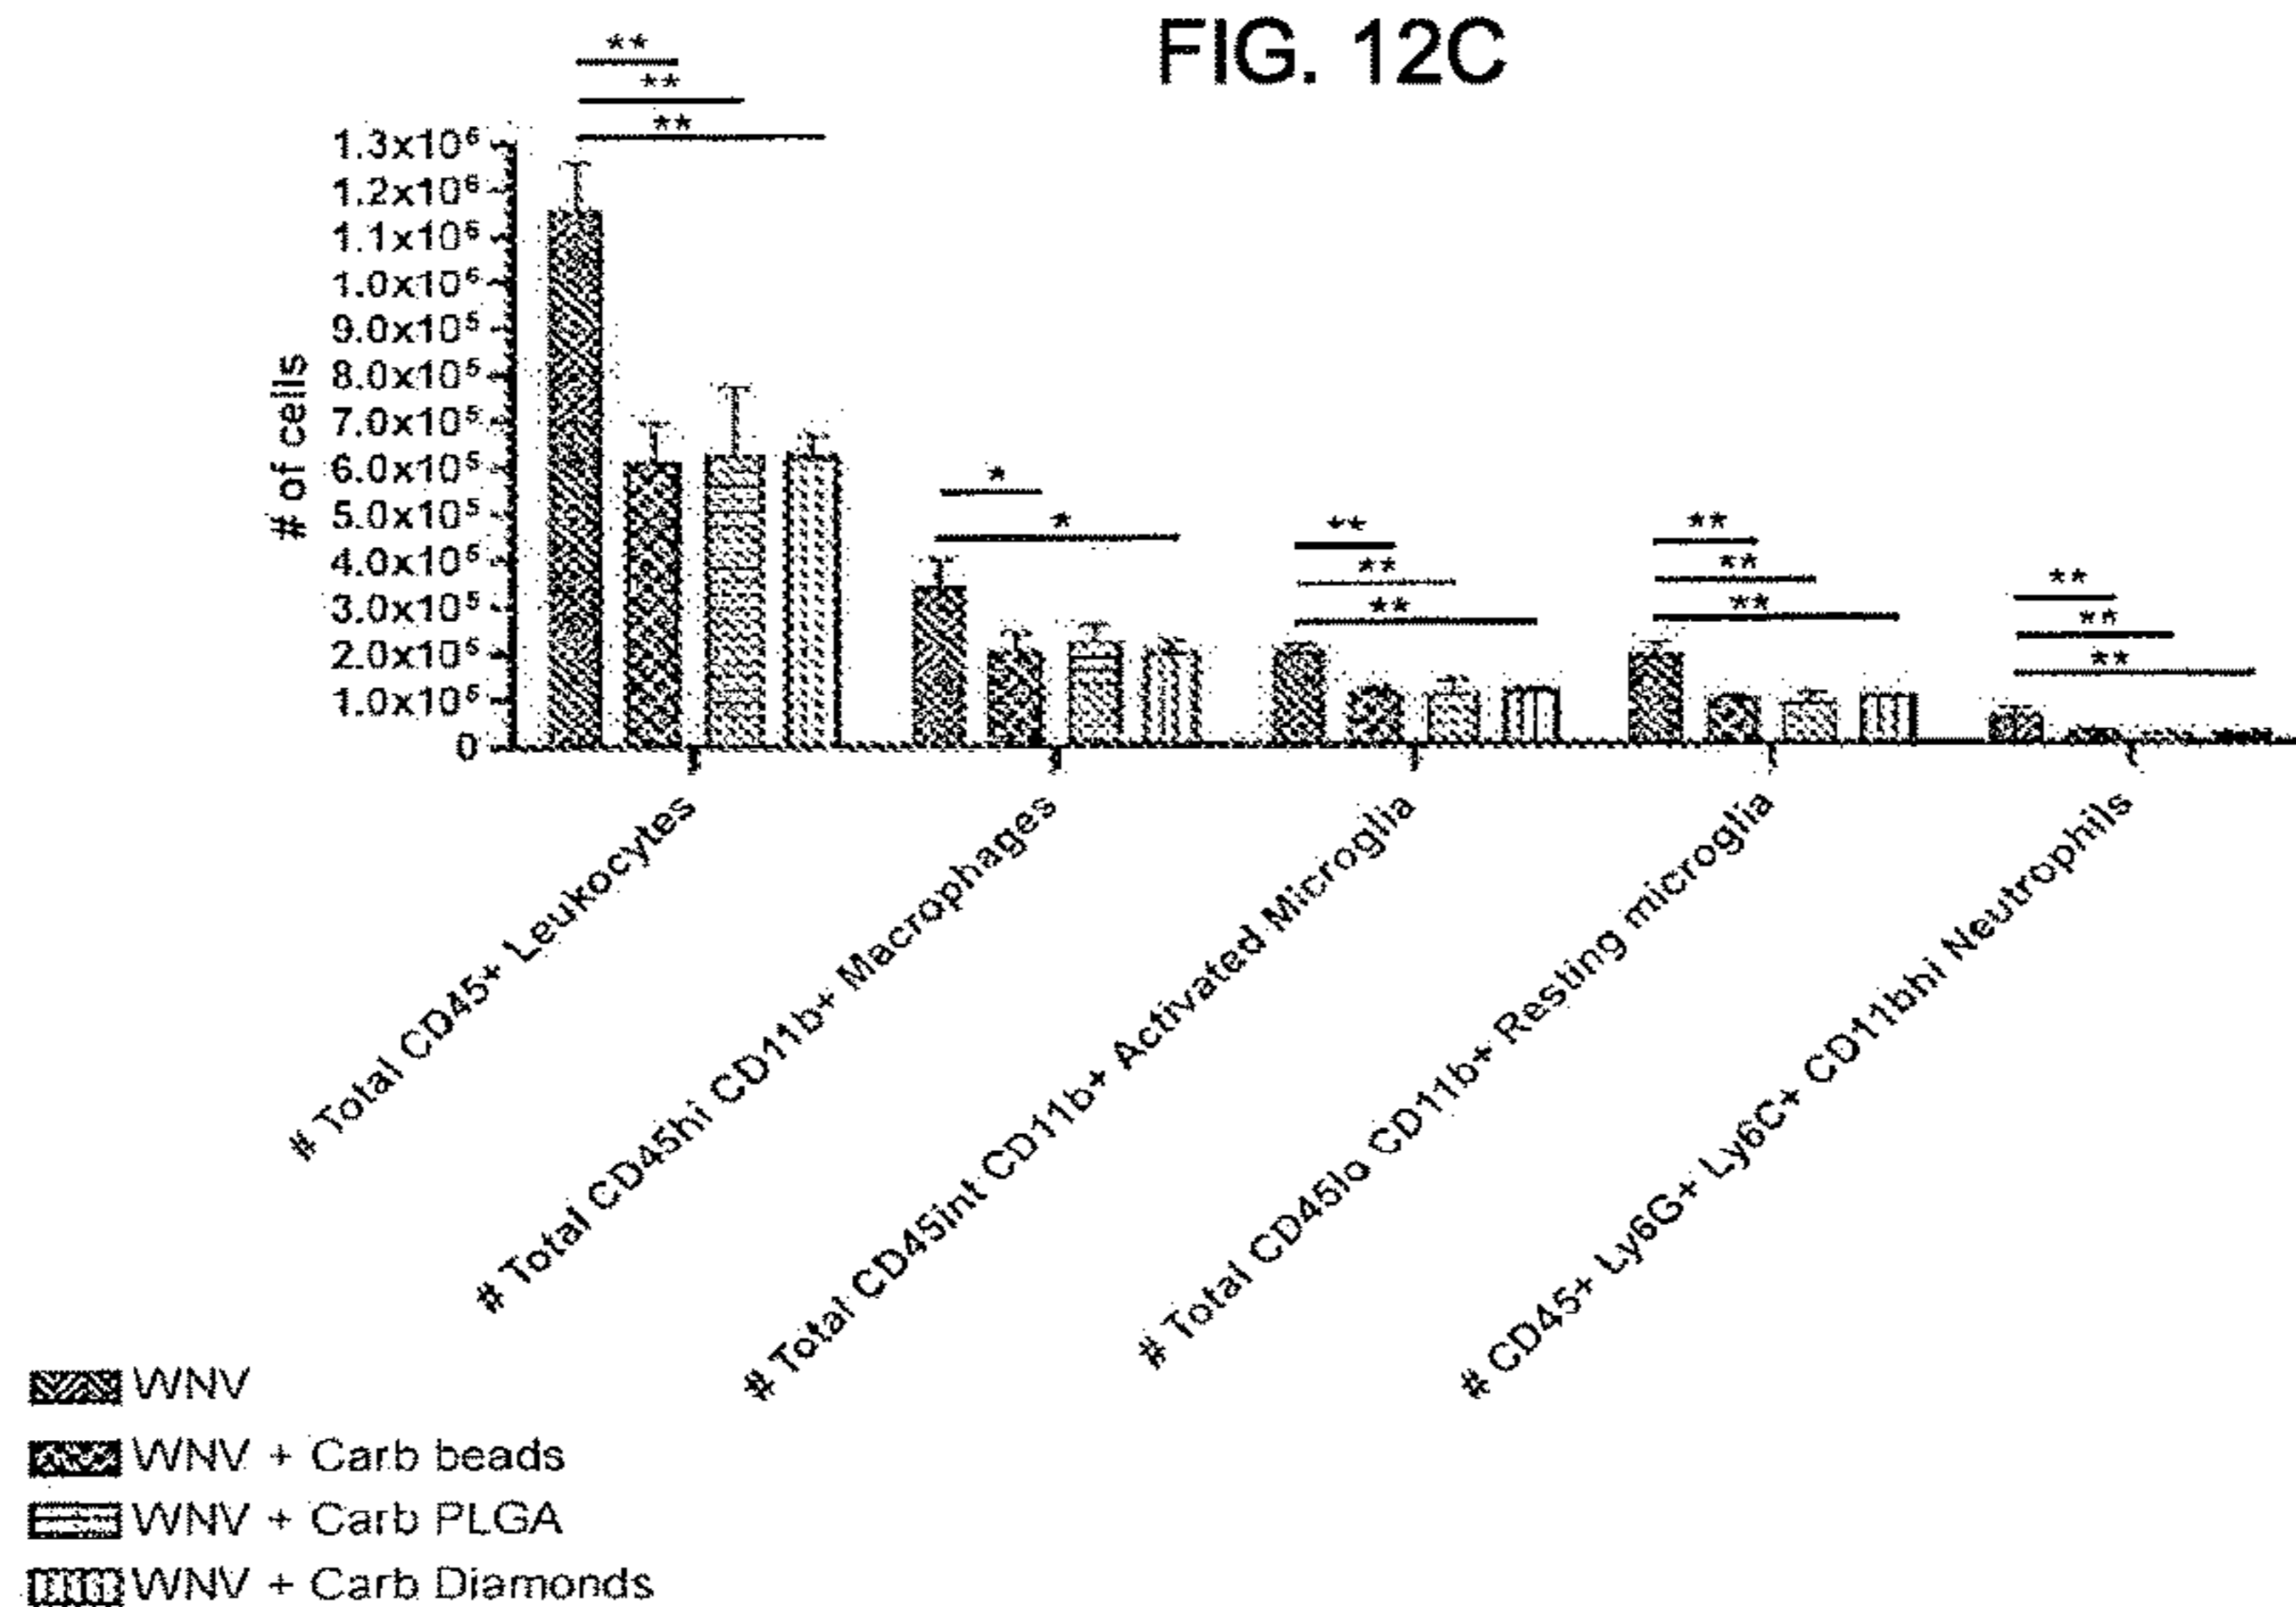 FIG. 12C
**
**
**
1.3x10⁶
1.2x10⁶
1.1x10⁶
1.0x10⁶
9.0x10⁵
8.0x10⁵
7.0x10⁵
6.0x10⁵
5.0x10⁵
4.0x10⁵
3.0x10⁵
2.0x10⁵
1.0x10⁵
0
# of cells
*
*
**
**
**
**
**
**
**
**
**
# Total CD45+ Leukocytes
# Total CD45hi CD11b+ Macrophages
# Total CD45int CD11b+ Activated Microglia
# Total CD45lo CD11b+ Resting microglia
# CD45+ Ly6G+ Ly6C+ CD11bhi Neutrophils
WNV
WNV + Carb beads
WNV + Carb PLGA
WNV + Carb Diamonds